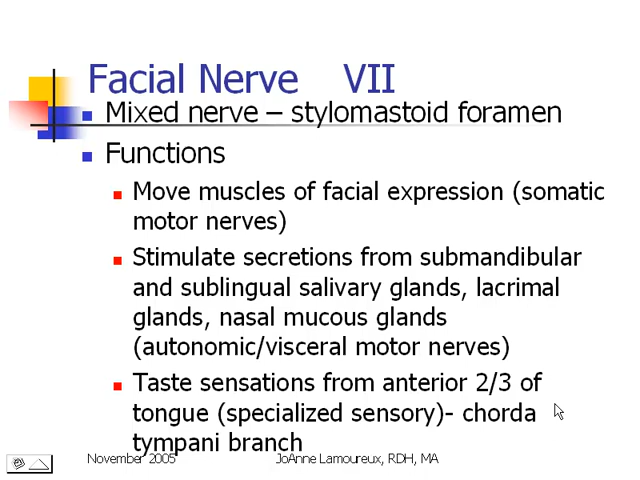 Facial Nerve VII
Mixed nerve – stylomastoid foramen
Functions
Move muscles of facial expression (somatic
motor nerves)
Stimulate secretions from submandibular
and sublingual salivary glands, lacrimal
glands, nasal mucous glands
(autonomic/visceral motor nerves)
Taste sensations from anterior 2/3 of
tongue (specialized sensory)- chorda
tympani branch
November 2005 JoAnne Lamoureux, RDH, MA